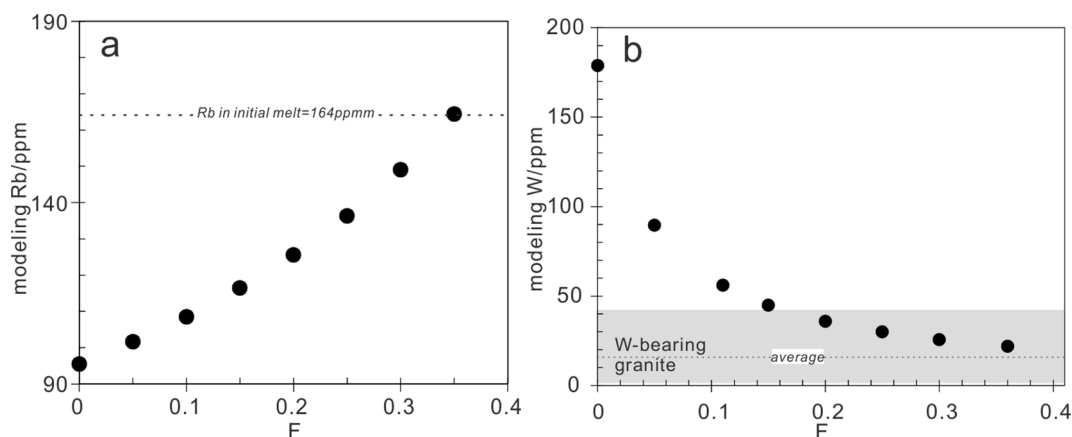 a
190
140
90
modeling Rb/ppm
Rb in initial melt=164ppmm
0
0.1
0.2
0.3
0.4
F
b
200
150
100
50
0
modeling W/ppm
W-bearing
granite
average
0
0.1
0.2
0.3
0.4
F